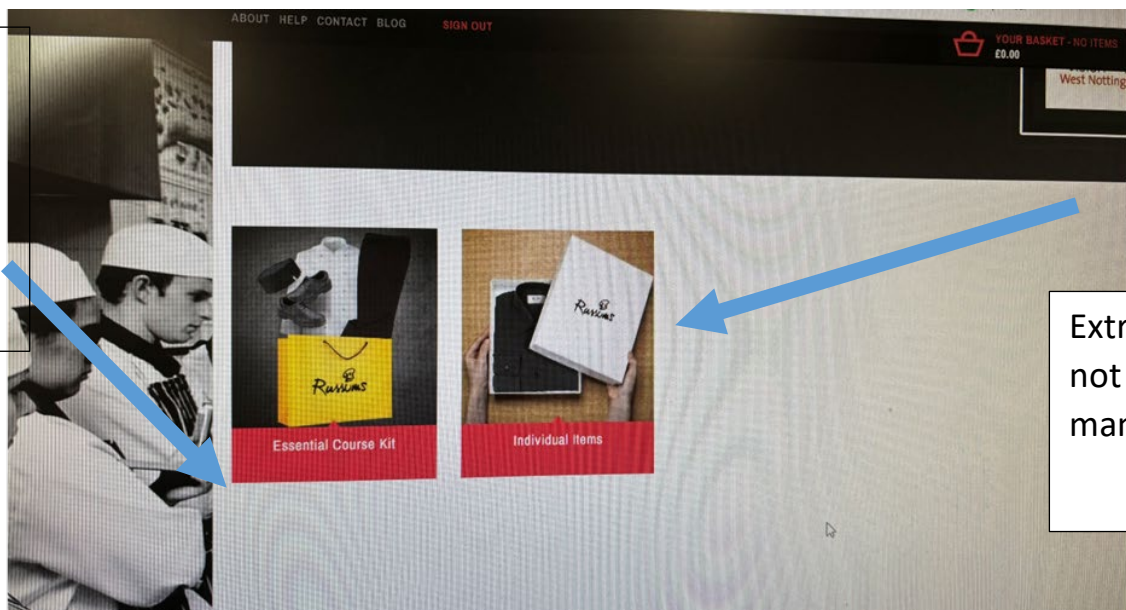 ABOUT HELP CONTACT BLOG SIGN OUT
YOUR BASKET - NO ITEMS
£0.00
West Notting
Russums
Russums
Essential Course Kit
Individual Items
Extr
not
mar